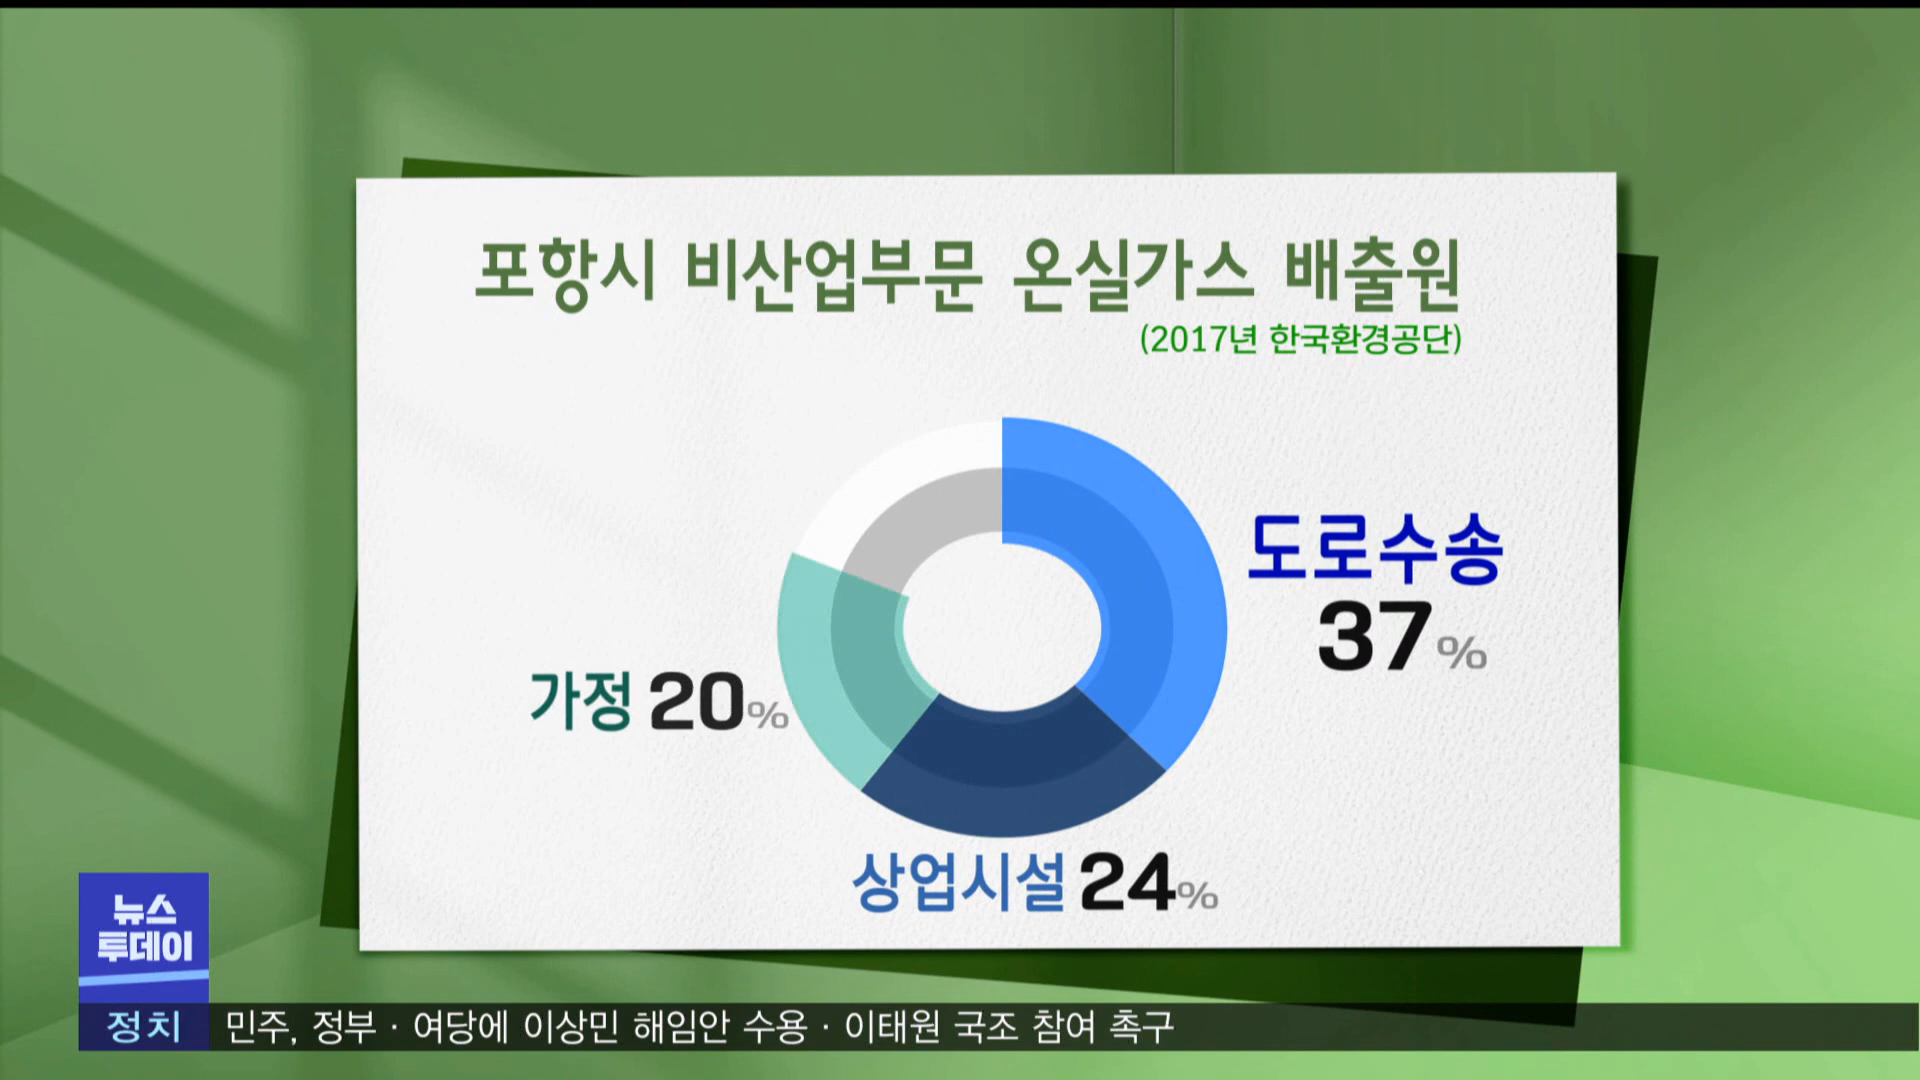 포항시 비산업부문 온실가스 배출원
(2017년 한국환경공단)
도로수송
37%
가정 20%
상업시설 24%
뉴스
투데이
정치 민주, 정부·여당에 이상민 해임안 수용·이태원 국조 참여 촉구